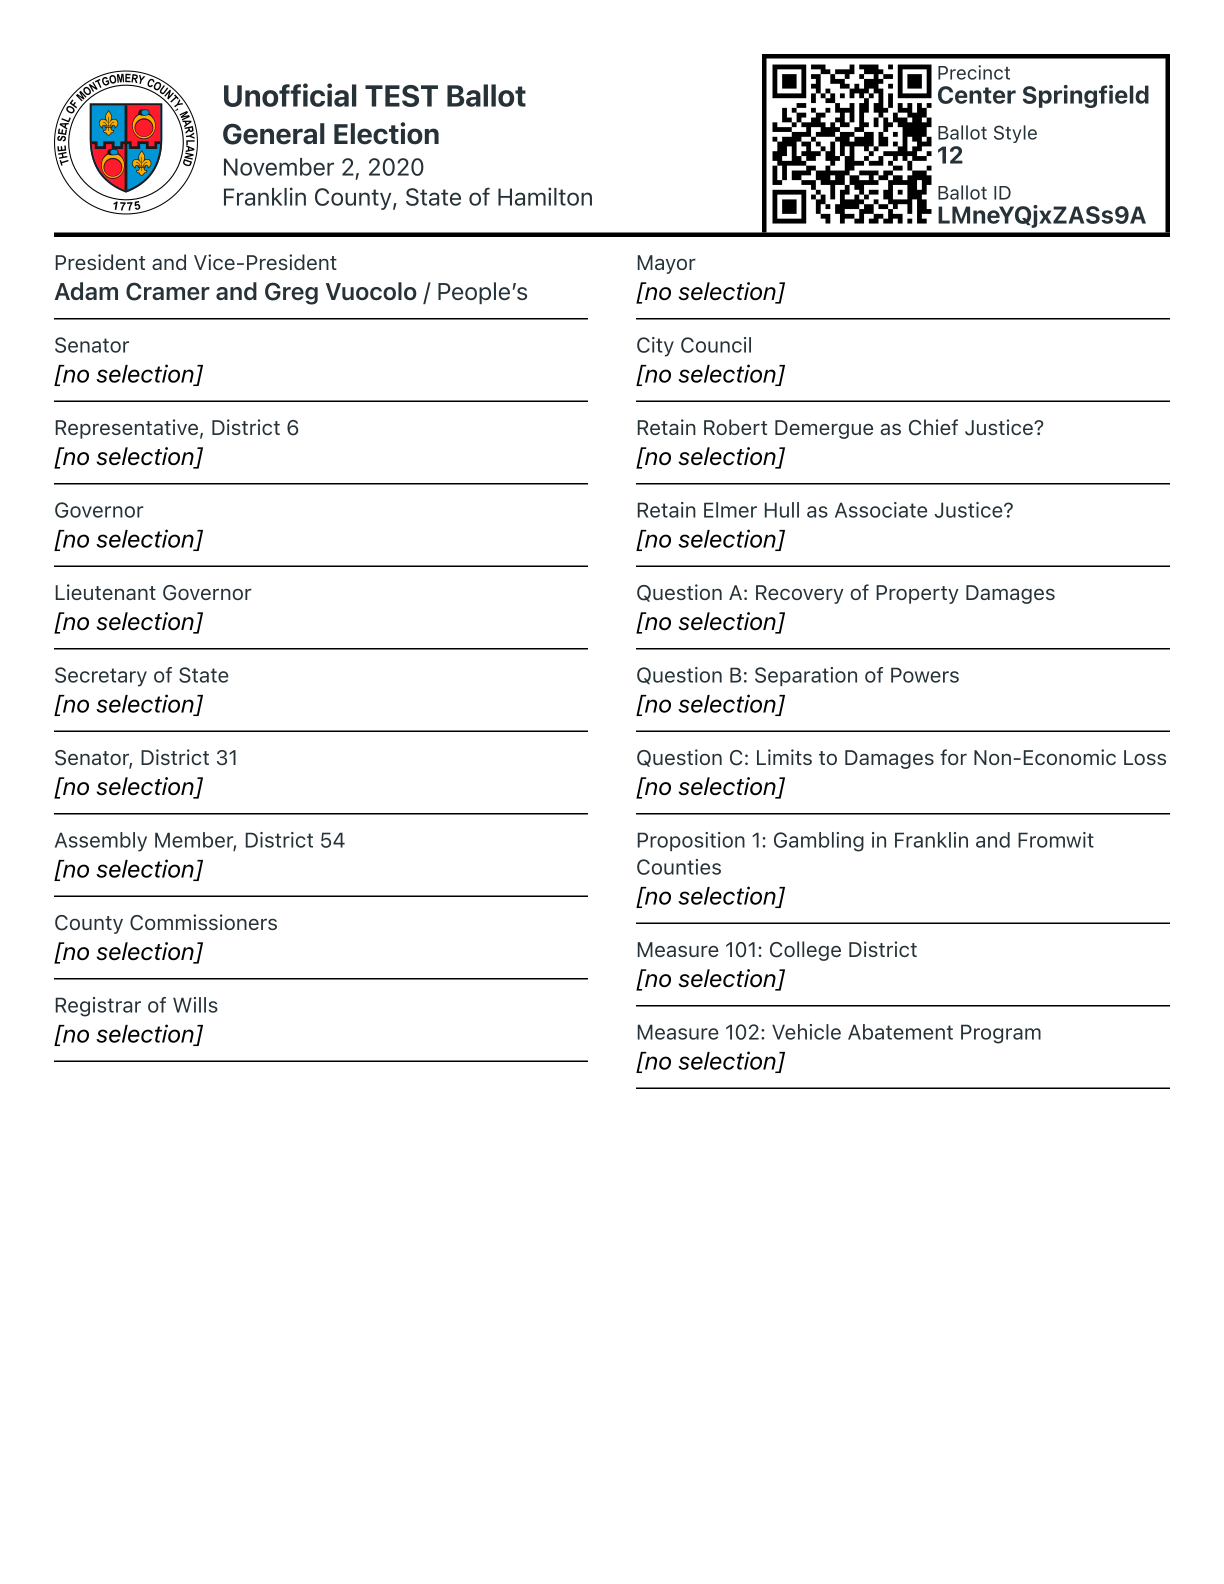 THE SEAL OF MONTGOMERY COUNTY, MARYLAND
1775
Unofficial TEST Ballot
General Election
November 2, 2020
Franklin County, State of Hamilton
Precinct
Center Springfield
Ballot Style
12
Ballot ID
LMneYQjxZASs9A
President and Vice-President
Adam Cramer and Greg Vuocolo / People’s
Senator
[no selection]
Representative, District 6
[no selection]
Governor
[no selection]
Lieutenant Governor
[no selection]
Secretary of State
[no selection]
Senator, District 31
[no selection]
Assembly Member, District 54
[no selection]
County Commissioners
[no selection]
Registrar of Wills
[no selection]
Mayor
[no selection]
City Council
[no selection]
Retain Robert Demergue as Chief Justice?
[no selection]
Retain Elmer Hull as Associate Justice?
[no selection]
Question A: Recovery of Property Damages
[no selection]
Question B: Separation of Powers
[no selection]
Question C: Limits to Damages for Non-Economic Loss
[no selection]
Proposition 1: Gambling in Franklin and Fromwit
Counties
[no selection]
Measure 101: College District
[no selection]
Measure 102: Vehicle Abatement Program
[no selection]